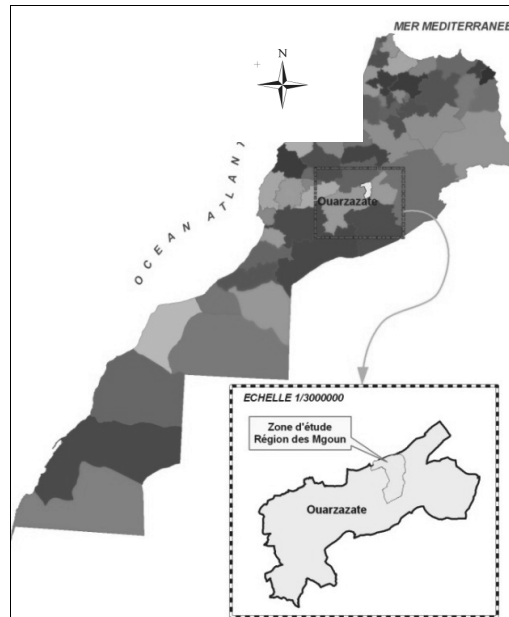 MER MEDITERRANEE
N
OCEAN ATLAN
Ouarzazate
ECHELLE 1/3000000
Zone d'étude
Région des Mgoun
Ouarzazate